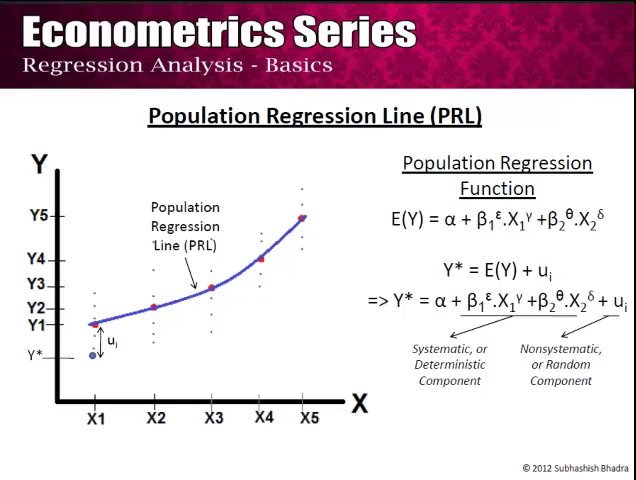 Econometrics Series
Regression Analysis - Basics
Population Regression Line (PRL)
Y
Y5
Y4
Y3
Y2
Y1
Y*
Population
Regression
Line (PRL)
uᵢ
X1
X2
X3
X4
X5
X
Population Regression
Function
E(Y) = α + β₁ᵋ.X₁ᵞ +β₂ᶿ.X₂ᵟ
Y* = E(Y) + uᵢ
=> Y* = α + β₁ᵋ.X₁ᵞ +β₂ᶿ.X₂ᵟ + uᵢ
Systematic, or
Deterministic
Component
Nonsystematic,
or Random
Component
© 2012 Subhashish Bhadra